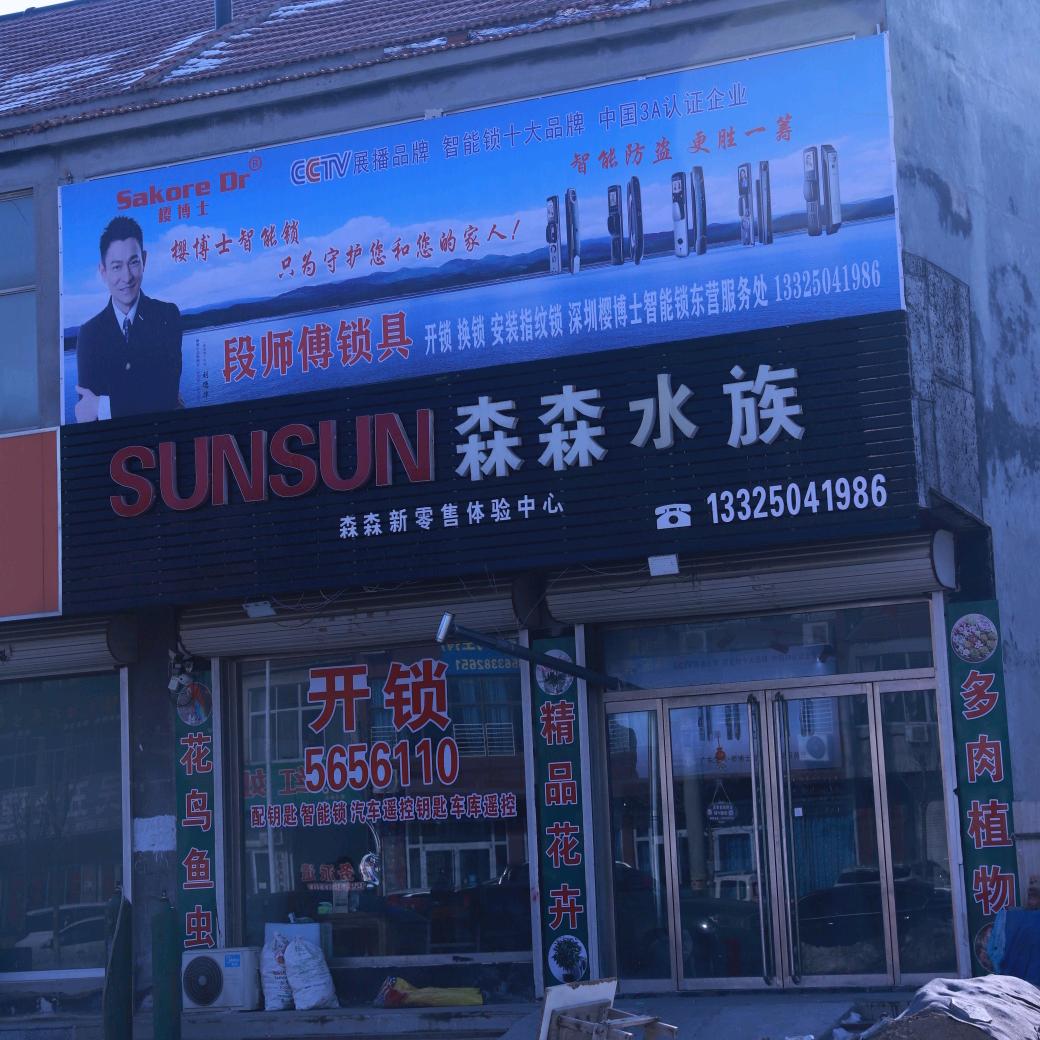 Sakore Dr®
樱博士
CCTV展播品牌 智能锁十大品牌 中国3A认证企业
智能防盗 更胜一筹
樱博士智能锁
只为守护您和您的家人！
段师傅锁具
开锁 换锁 安装指纹锁 深圳樱博士智能锁东营服务处 13325041986
SUNSUN 森森水族
森森新零售体验中心
☎ 13325041986
开锁
5656110
配钥匙 智能锁 汽车遥控钥匙 车库遥控
花鸟鱼虫
精品花卉
多肉植物